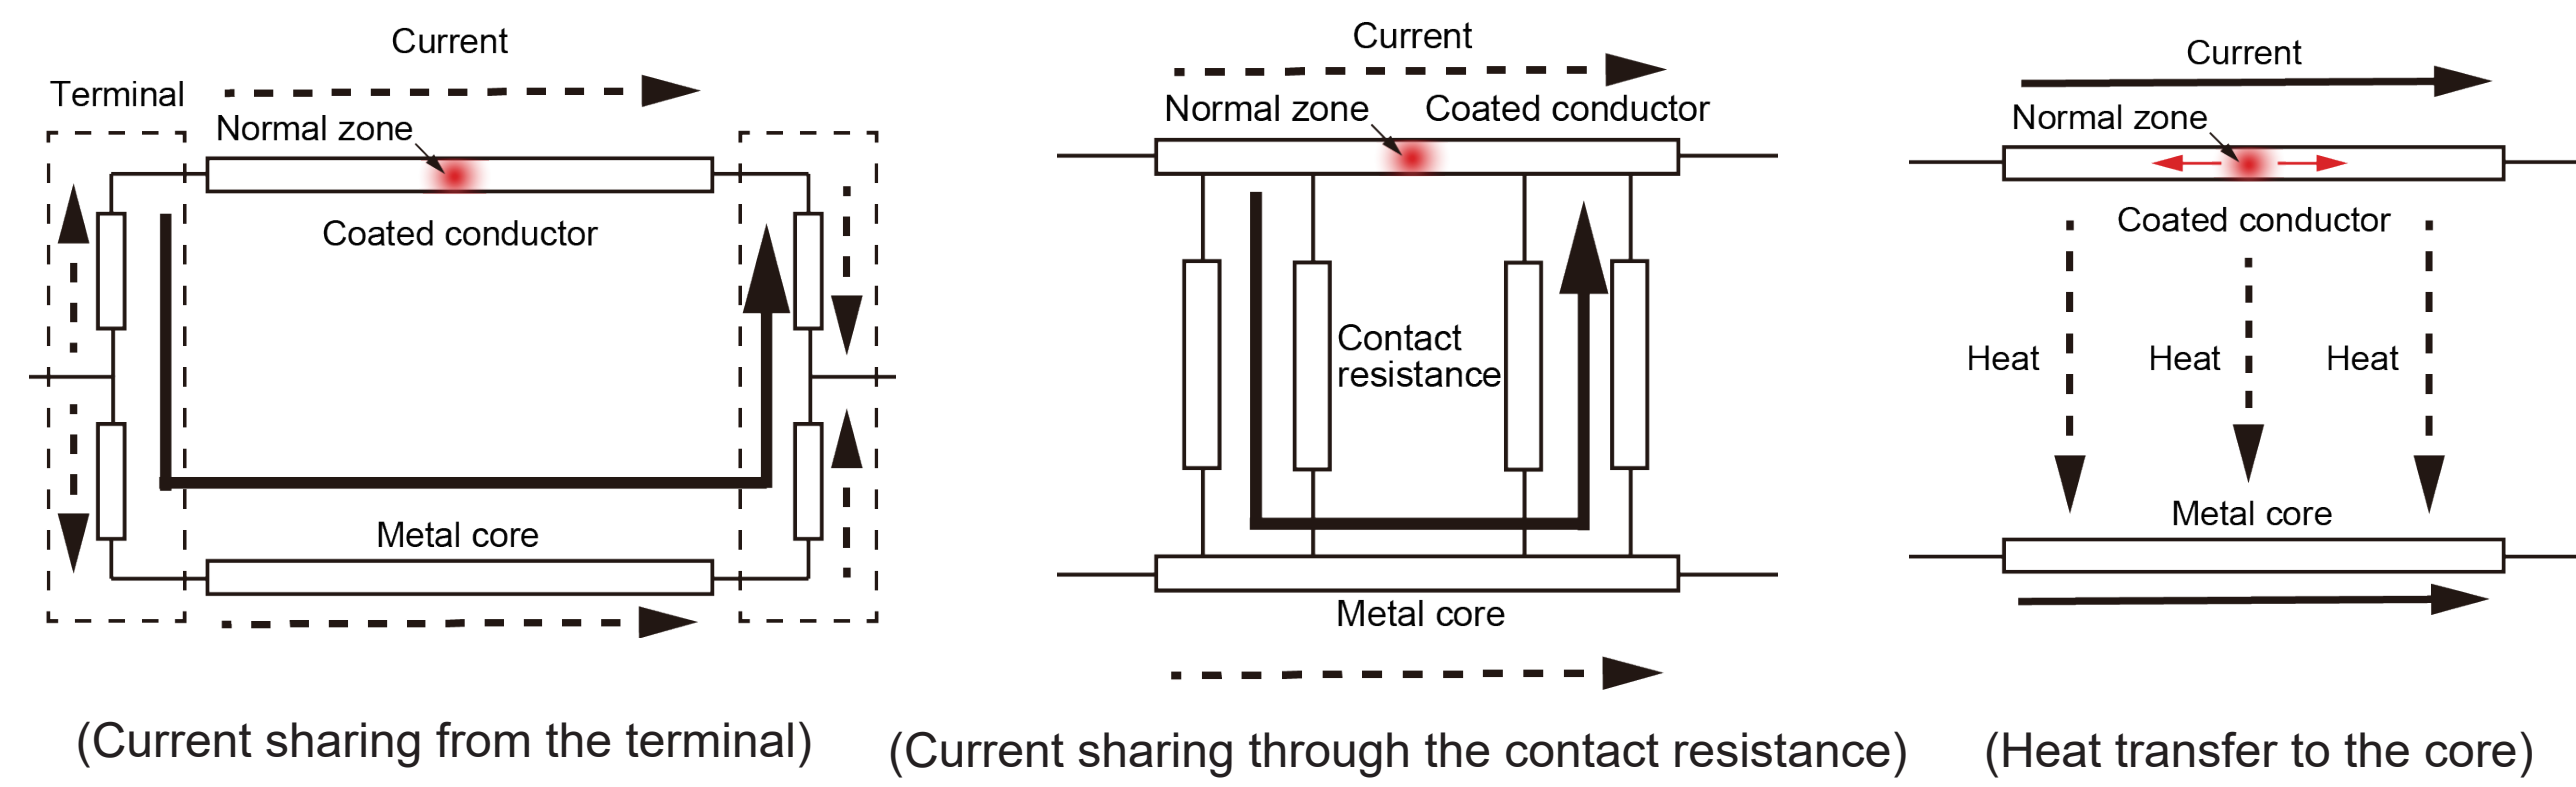 Current
Terminal
Normal zone
Coated conductor
Metal core
(Current sharing from the terminal)
Current
Normal zone
Coated conductor
Contact
resistance
Metal core
(Current sharing through the contact resistance)
Current
Normal zone
Coated conductor
Heat
Heat
Heat
Metal core
(Heat transfer to the core)